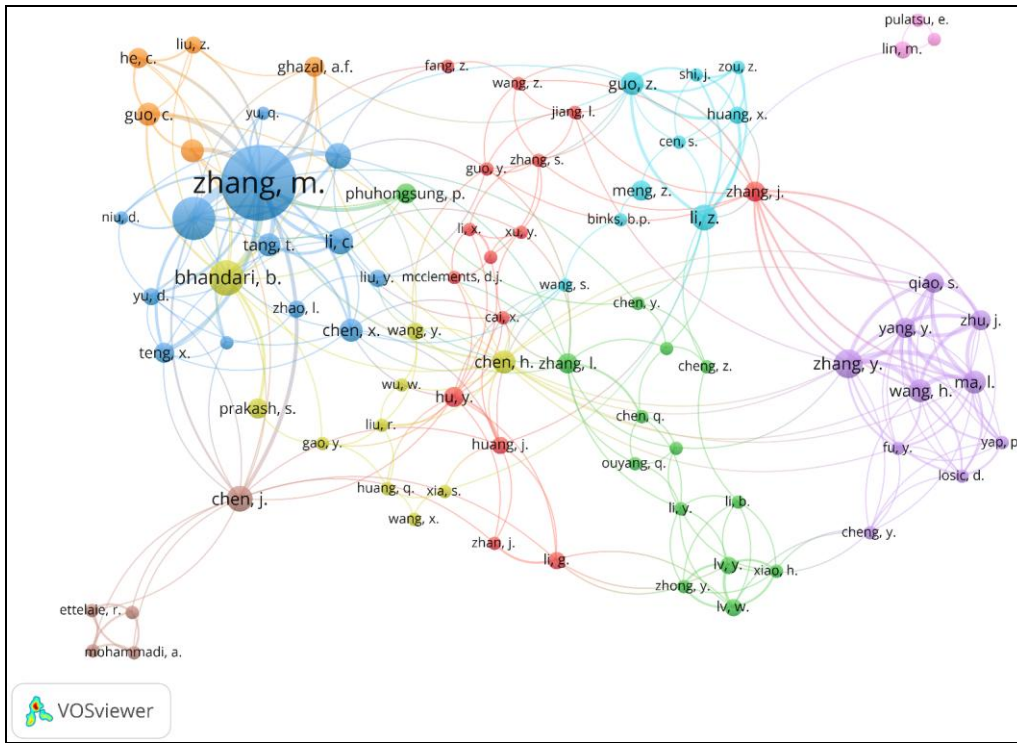 pulatsu, e.
lin, m.
liu, z.
he, c.
ghazal, a.f.
fang, z.
wang, z.
guo, z.
shi, j.
zou, z.
guo, c.
yu, q.
jiang, l.
huang, x.
cen, s.
zhang, m.
guo, y.
zhang, s.
phuhongsung, p.
meng, z.
zhang, j.
niu, d.
binks, b.p.
li, z.
tang, t.
li, c.
li, x.
xu, y.
bhandari, b.
liu, y.
mcclements, d.j.
wang, s.
qiao, s.
yu, d.
zhao, l.
chen, y.
cai, x.
zhu, j.
teng, x.
chen, x.
wang, y.
yang, y.
chen, h.
zhang, l.
cheng, z.
zhang, y.
wu, w.
hu, y.
wang, h.
ma, l.
prakash, s.
liu, r.
chen, q.
gao, y.
huang, j.
fu, y.
yap, p
ouyang, q.
losic, d.
chen, j.
huang, q.
xia, s.
li, y.
li, b.
wang, x.
cheng, y.
zhan, j.
li, g.
lv, y.
xiao, h.
zhong, y.
lv, w.
ettelaie, r.
mohammadi, a.
VOSviewer